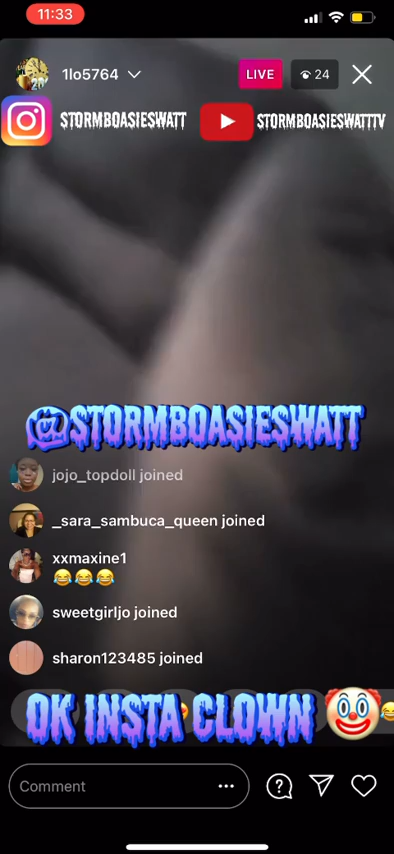 11:33
1lo5764
LIVE
24
STORMBOASIESWATT
STORMBOASIESWATTTV
@STORMBOASIESWATT
jojo_topdoll joined
_sara_sambuca_queen joined
xxmaxine1
😂😂😂
sweetgirljo joined
sharon123485 joined
OK INSTA CLOWN 🤡
Comment